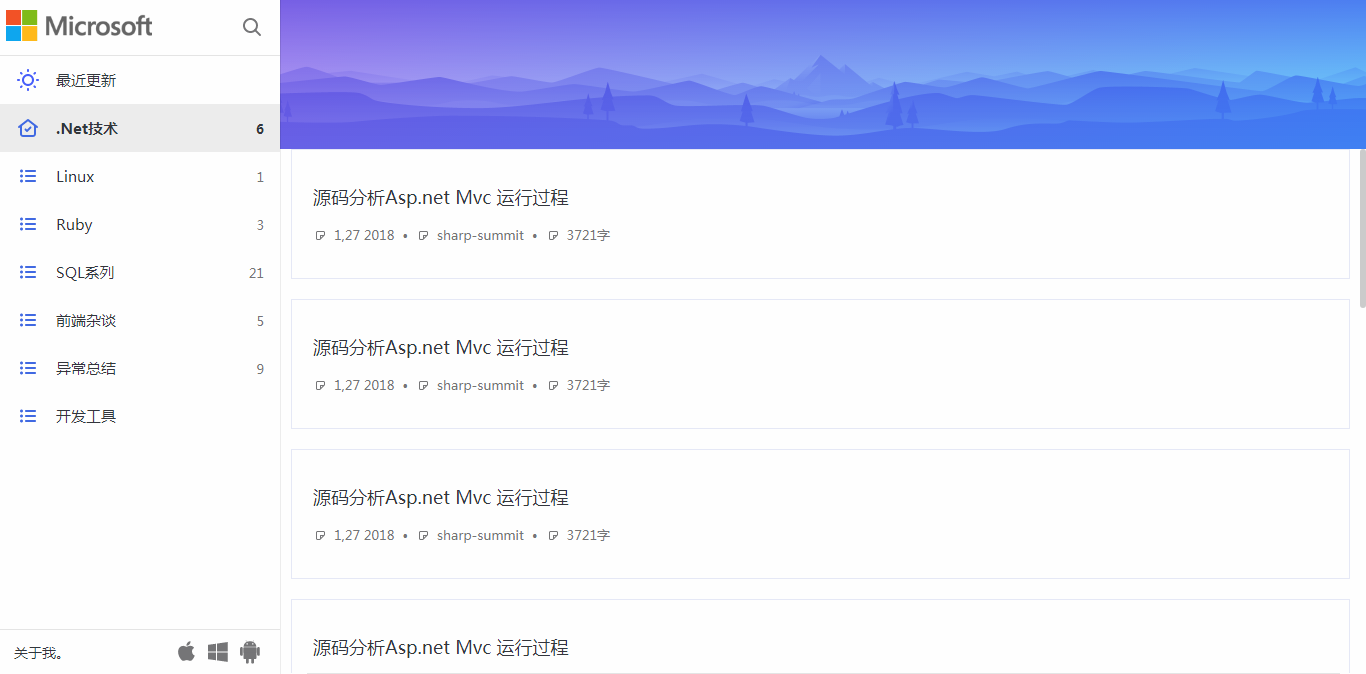 Microsoft
最近更新
.Net技术 6
Linux 1
Ruby 3
SQL系列 21
前端杂谈 5
异常总结 9
开发工具
关于我。
源码分析Asp.net Mvc 运行过程
1,27 2018 • sharp-summit • 3721字
源码分析Asp.net Mvc 运行过程
1,27 2018 • sharp-summit • 3721字
源码分析Asp.net Mvc 运行过程
1,27 2018 • sharp-summit • 3721字
源码分析Asp.net Mvc 运行过程